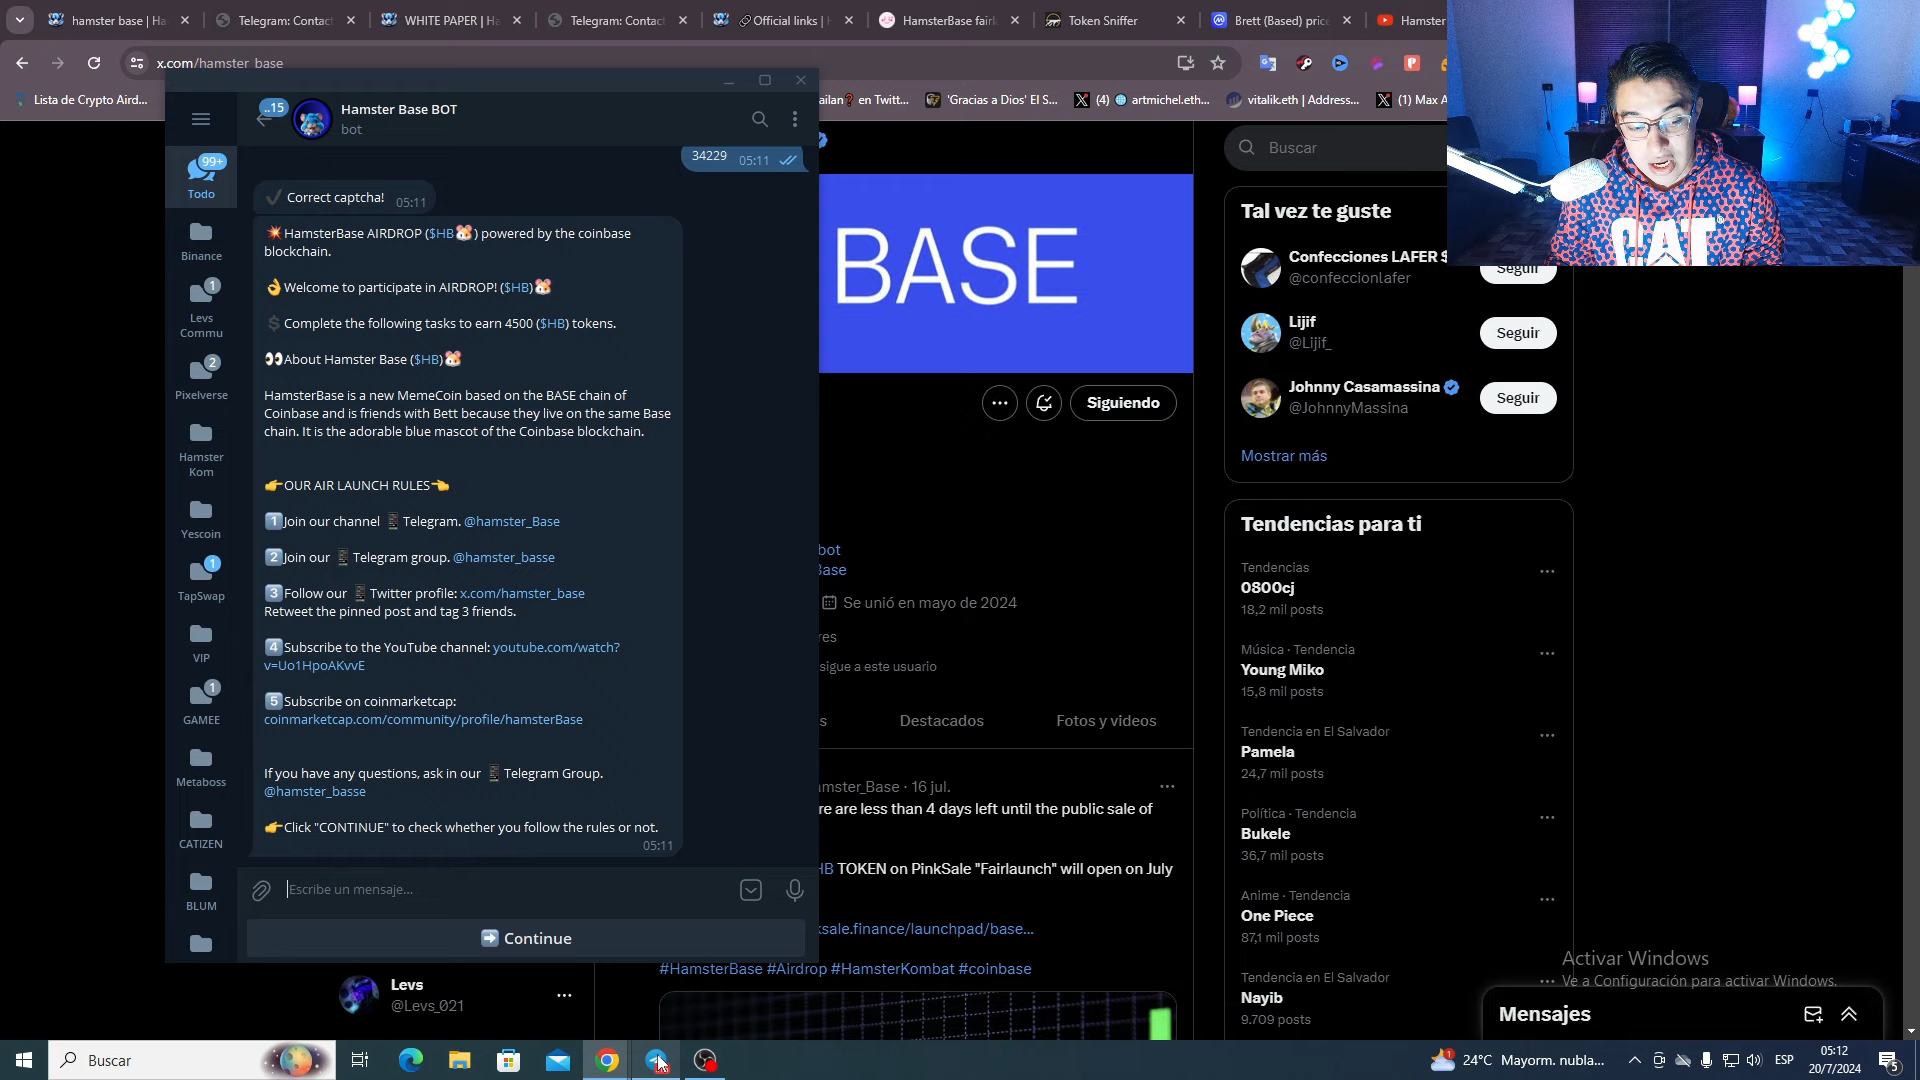 hamster base | Ha
Telegram: Contact
WHITE PAPER | Ha
Telegram: Contact
Official links | H
HamsterBase fairl
Token Sniffer
Brett (Based) price
Hamster
x.com/hamster_base
Lista de Crypto Aird...
ailan❓en Twitt...
'Gracias a Dios' El S...
(4) artmichel.eth...
vitalik.eth | Address...
(1) Max A
..15
Hamster Base BOT
bot
99+
Todo
Binance
1
Levs
Commu
2
Pixelverse
Hamster
Kom
Yescoin
1
TapSwap
VIP
1
GAMEE
Metaboss
CATIZEN
BLUM
34229 05:11
Correct captcha! 05:11
💥HamsterBase AIRDROP ($HB🐹) powered by the coinbase
blockchain.
👌Welcome to participate in AIRDROP! ($HB)🐹
💲Complete the following tasks to earn 4500 ($HB) tokens.
👀About Hamster Base ($HB)🐹
HamsterBase is a new MemeCoin based on the BASE chain of
Coinbase and is friends with Bett because they live on the same Base
chain. It is the adorable blue mascot of the Coinbase blockchain.
👉OUR AIR LAUNCH RULES👈
1️⃣Join our channel 📱Telegram. @hamster_Base
2️⃣Join our 📱Telegram group. @hamster_basse
3️⃣Follow our 📱Twitter profile: x.com/hamster_base
Retweet the pinned post and tag 3 friends.
4️⃣Subscribe to the YouTube channel: youtube.com/watch?
v=Uo1HpoAKvvE
5️⃣Subscribe on coinmarketcap:
coinmarketcap.com/community/profile/hamsterBase
If you have any questions, ask in our 📱Telegram Group.
@hamster_basse
👉Click "CONTINUE" to check whether you follow the rules or not.
05:11
Escribe un mensaje...
➡️ Continue
BASE
Siguiendo
bot
Base
Se unió en mayo de 2024
res
sigue a este usuario
s
Destacados
Fotos y videos
amster_Base · 16 jul.
re are less than 4 days left until the public sale of
HB TOKEN on PinkSale "Fairlaunch" will open on July
ksale.finance/launchpad/base...
#HamsterBase #Airdrop #HamsterKombat #coinbase
Levs
@Levs_021
Buscar
Tal vez te guste
Confecciones LAFER $
@confeccionlafer
Seguir
Lijif
@Lijif_
Seguir
Johnny Casamassina
@JohnnyMassina
Seguir
Mostrar más
Tendencias para ti
Tendencias
0800cj
18,2 mil posts
Música · Tendencia
Young Miko
15,8 mil posts
Tendencia en El Salvador
Pamela
24,7 mil posts
Política · Tendencia
Bukele
36,7 mil posts
Anime · Tendencia
One Piece
87,1 mil posts
Tendencia en El Salvador
Nayib
9.709 posts
CAT
Activar Windows
Ve a Configuración para activar Windows.
Mensajes
Buscar
1
24°C Mayorm. nubla...
ESP
05:12
20/7/2024
5